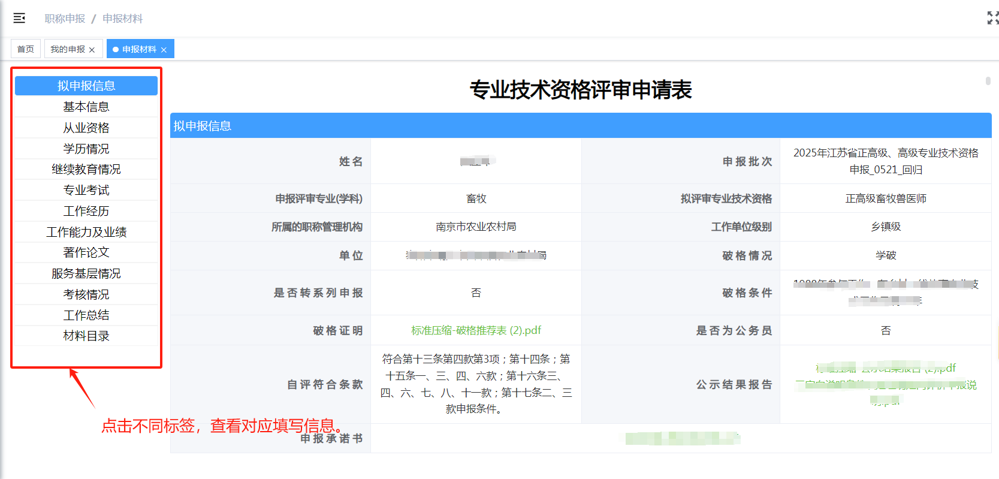 职称申报 / 申报材料
首页 我的申报 × 申报材料 ×
拟申报信息
基本信息
从业资格
学历情况
继续教育情况
专业考试
工作经历
工作能力及业绩
著作论文
服务基层情况
考核情况
工作总结
材料目录
点击不同标签，查看对应填写信息。
专业技术资格评审申请表
拟申报信息
姓名
申报批次 2025年江苏省正高级、高级专业技术资格
申报_0521_回归
申报评审专业(学科) 畜牧 拟评审专业技术资格 正高级畜牧兽医师
所属的职称管理机构 南京市农业农村局 工作单位级别 乡镇级
单位 破格情况 学破
是否转系列申报 否 破格条件
破格证明 标准压缩-破格推荐表 (2).pdf 是否为公务员 否
自评符合条款 符合第十三条第四款第3项；第十四条；第
十五条一、三、四、六款；第十六条三、
四、六、七、八、十一款；第十七条二、三
款申报条件。
公示结果报告
申报承诺书